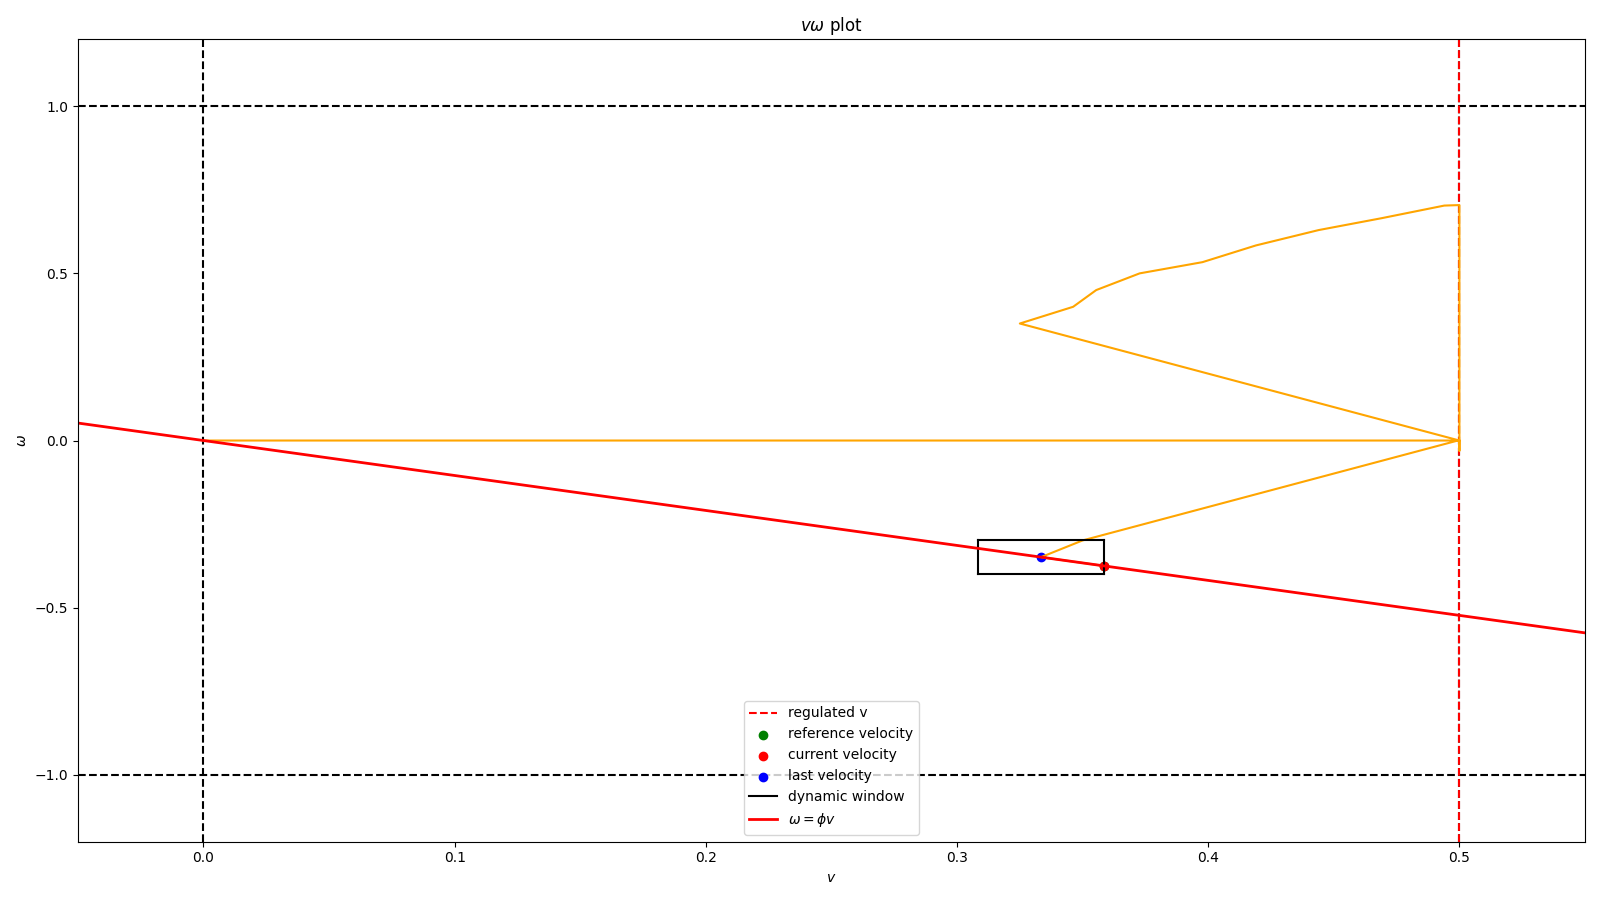 vω plot
1.0
0.5
0.0
−0.5
−1.0
ω
regulated v
reference velocity
current velocity
last velocity
dynamic window
ω = ϕv
0.0 0.1 0.2 0.3 0.4 0.5
v